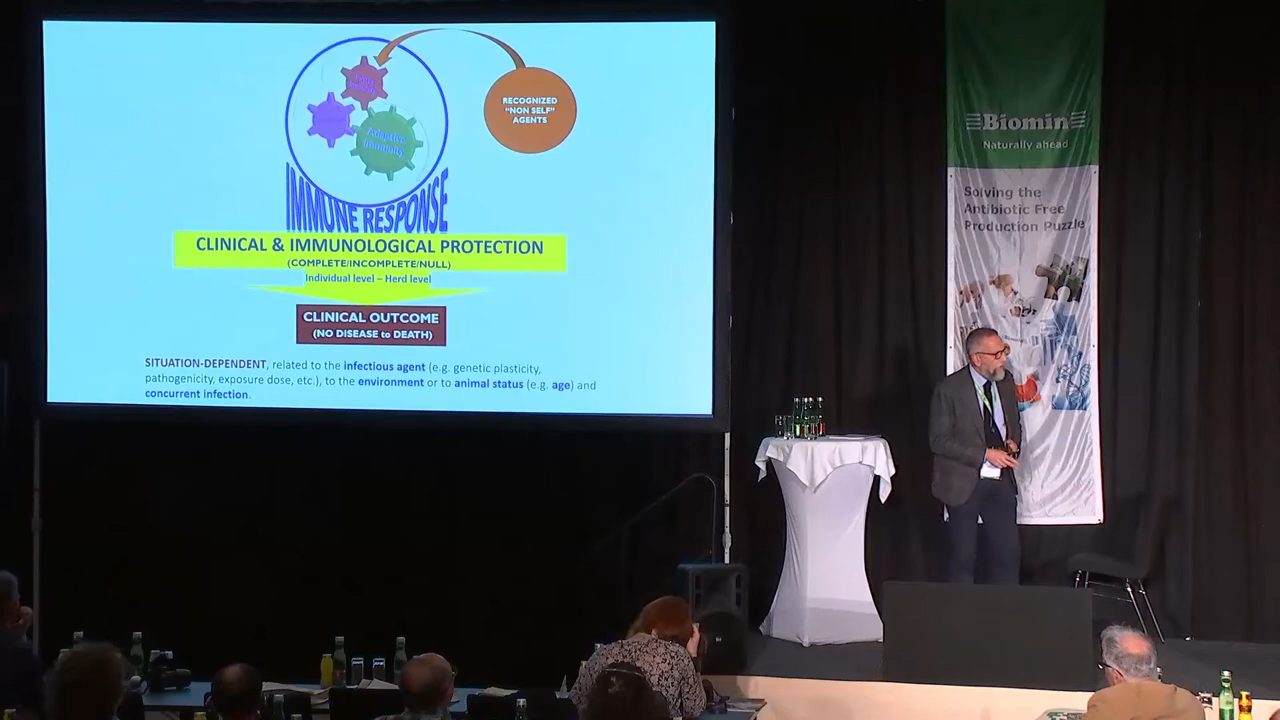 RECOGNIZED
"NON SELF"
AGENTS
Adaptive
Immunity
IMMUNE RESPONSE
CLINICAL & IMMUNOLOGICAL PROTECTION
(COMPLETE/INCOMPLETE/NULL)
Individual level – Herd level
CLINICAL OUTCOME
(NO DISEASE to DEATH)
SITUATION-DEPENDENT, related to the infectious agent (e.g. genetic plasticity,
pathogenicity, exposure dose, etc.), to the environment or to animal status (e.g. age) and
concurrent infection.
Biomin
Naturally ahead
Solving the
Antibiotic Free
Production Puzzle